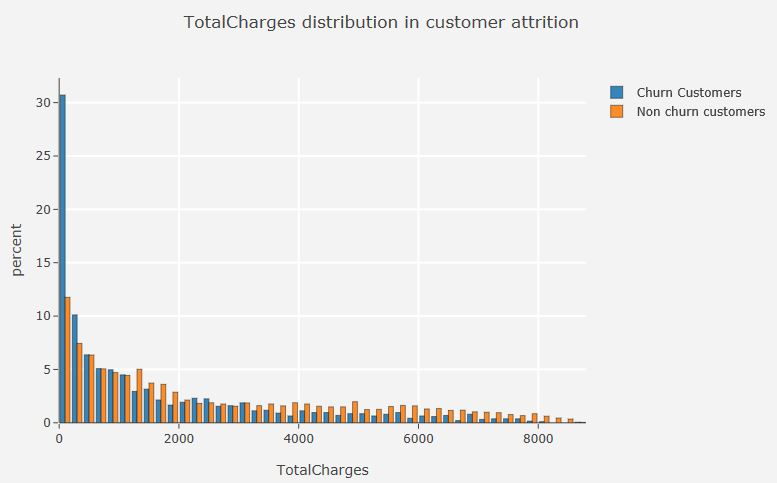 TotalCharges distribution in customer attrition
Churn Customers
Non churn customers
percent
30
25
20
15
10
5
0
0 2000 4000 6000 8000
TotalCharges